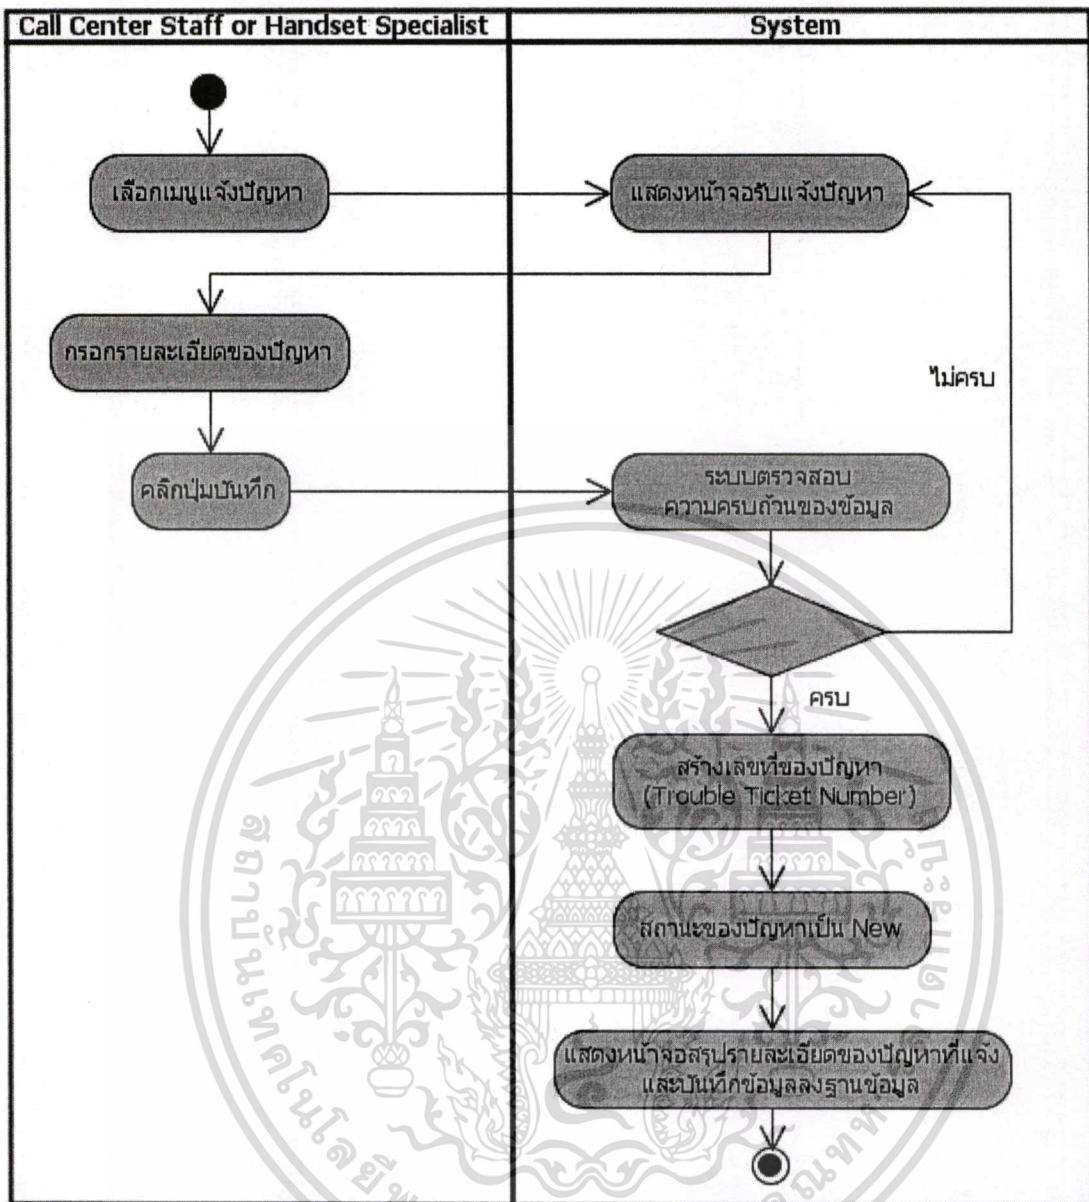 Call Center Staff or Handset Specialist
System
เลือกเมนูแจ้งปัญหา
แสดงหน้าจอรับแจ้งปัญหา
กรอกรายละเอียดของปัญหา
ไม่ครบ
คลิกปุ่มบันทึก
ระบบตรวจสอบ
ความครบถ้วนของข้อมูล
ครบ
สร้างเลขที่ของปัญหา
(Trouble Ticket Number)
สถานะของปัญหาเป็น New
แสดงหน้าจอสรุปรายละเอียดของปัญหาที่แจ้ง
และบันทึกข้อมูลลงฐานข้อมูล